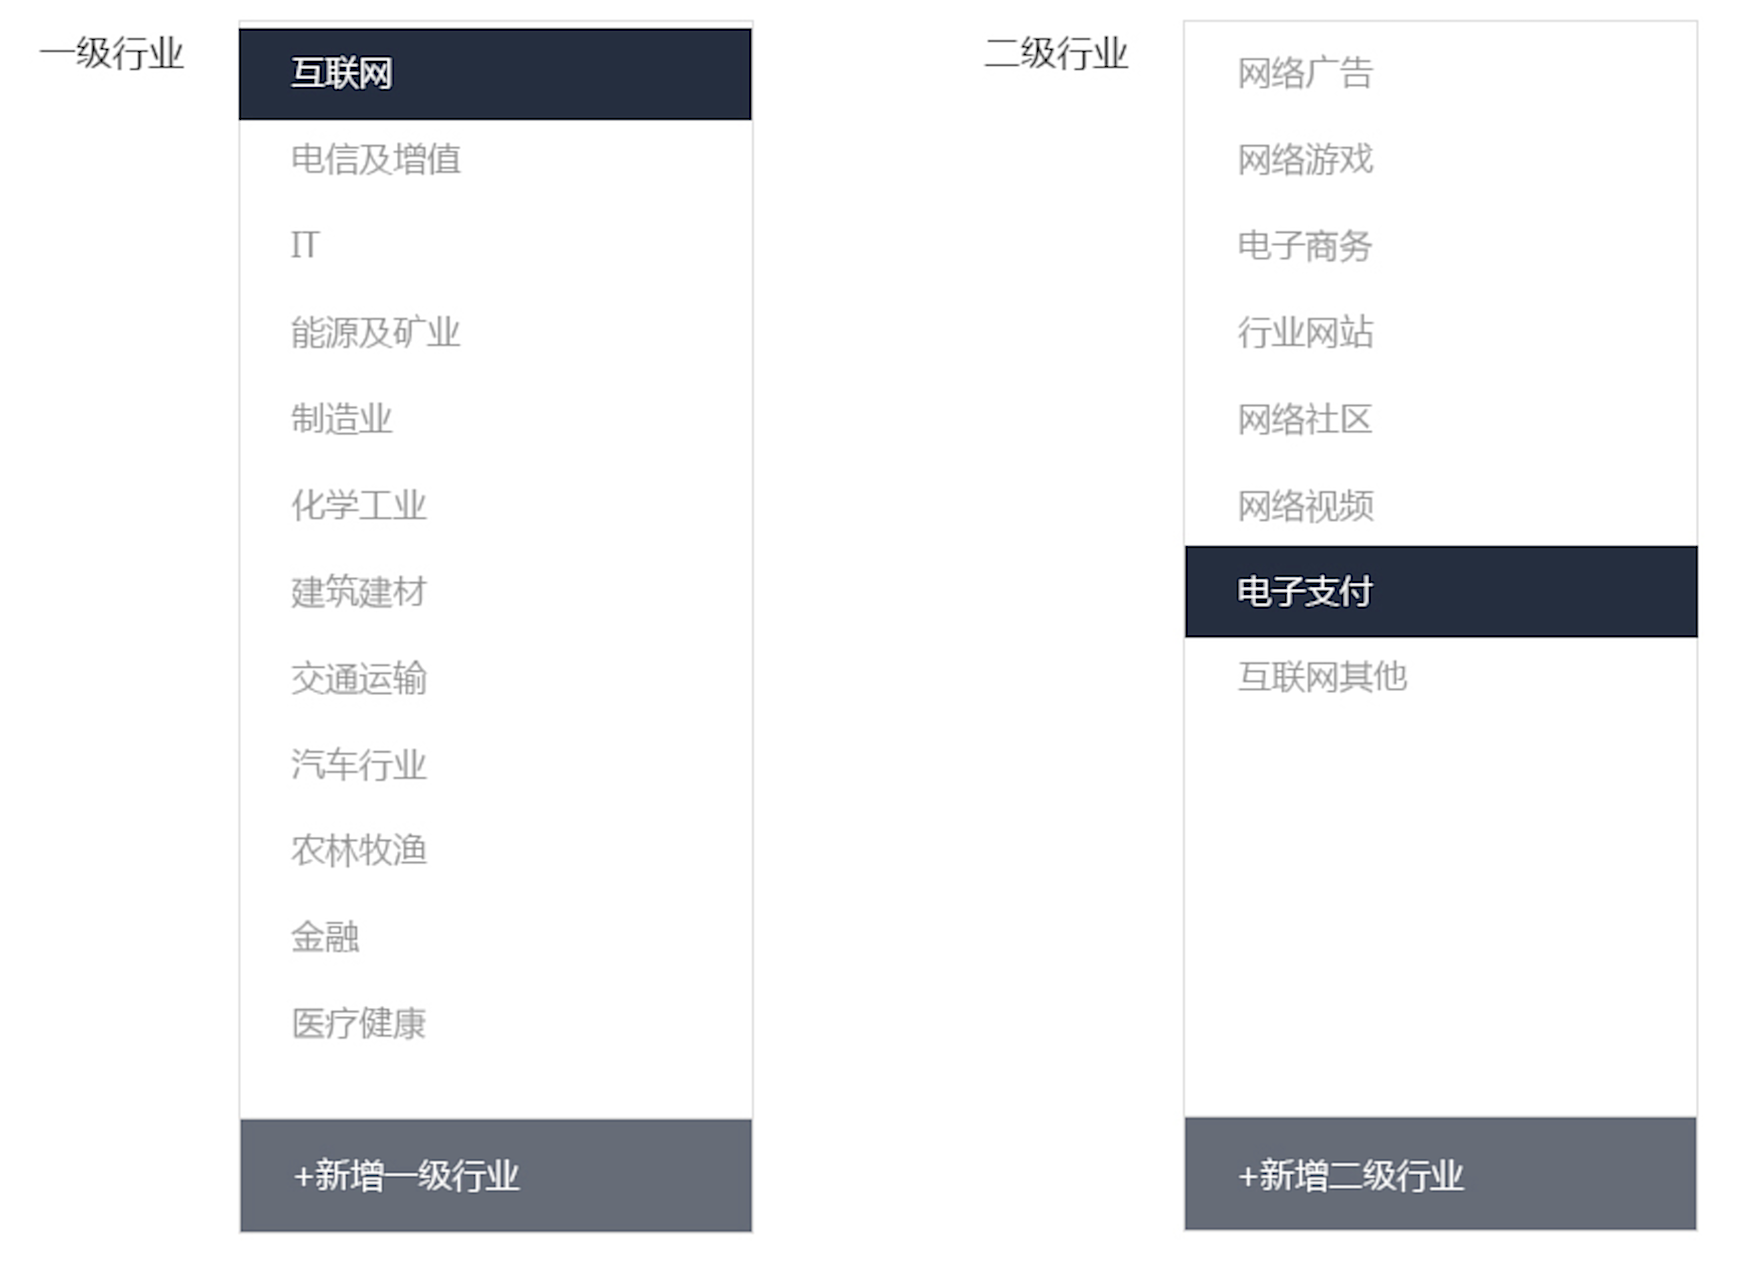 一级行业
互联网
电信及增值
IT
能源及矿业
制造业
化学工业
建筑建材
交通运输
汽车行业
农林牧渔
金融
医疗健康
+新增一级行业
二级行业
网络广告
网络游戏
电子商务
行业网站
网络社区
网络视频
电子支付
互联网其他
+新增二级行业